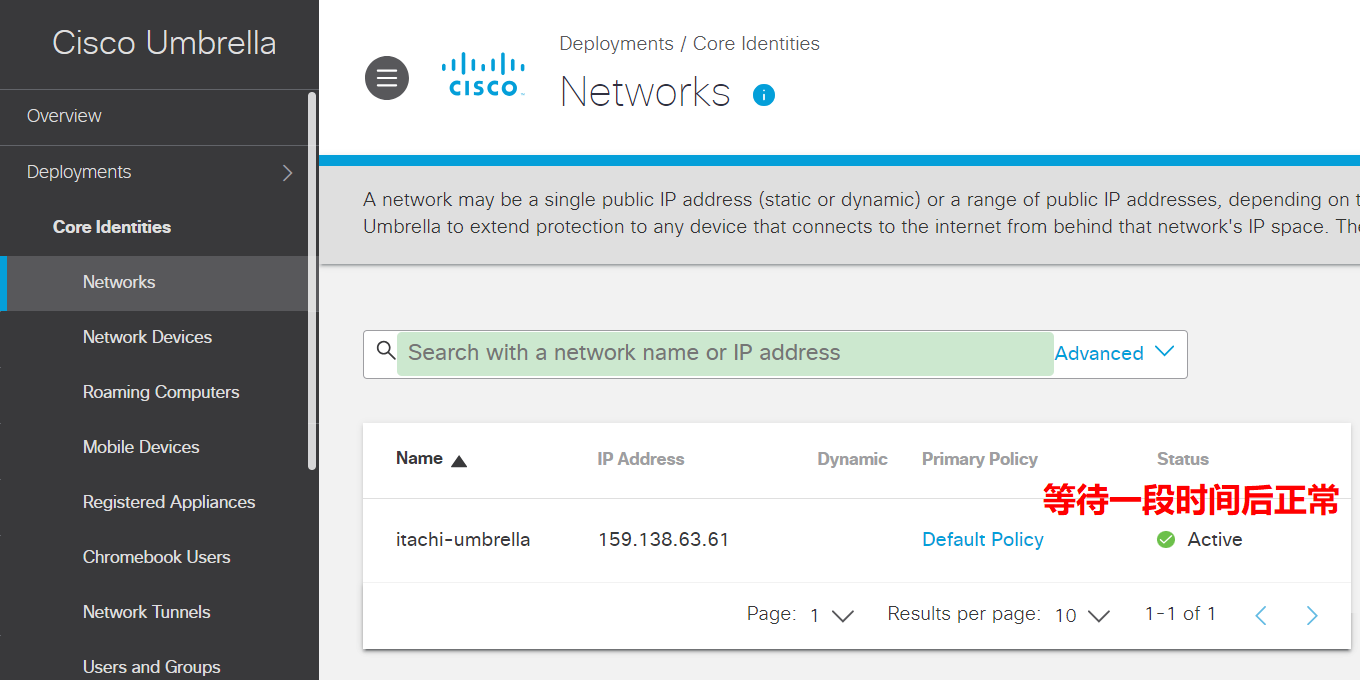 Cisco Umbrella
Overview
Deployments
Core Identities
Networks
Network Devices
Roaming Computers
Mobile Devices
Registered Appliances
Chromebook Users
Network Tunnels
Users and Groups
CISCO
Deployments / Core Identities
Networks
A network may be a single public IP address (static or dynamic) or a range of public IP addresses, depending on
Umbrella to extend protection to any device that connects to the internet from behind that network's IP space.
Search with a network name or IP address Advanced
Name IP Address Dynamic Primary Policy Status
等待一段时间后正常
itachi-umbrella 159.138.63.61 Default Policy Active
Page: 1 Results per page: 10 1-1 of 1